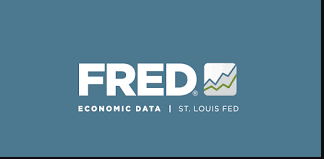 FRED®
ECONOMIC DATA | ST. LOUIS FED